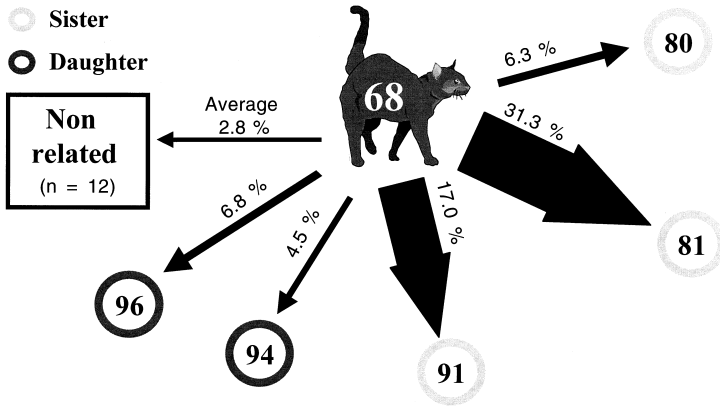 Sister
Daughter
Non
related
(n = 12)
Average
2.8 %
68
6.3 %
80
31.3 %
81
17.0 %
91
4.5 %
94
6.8 %
96